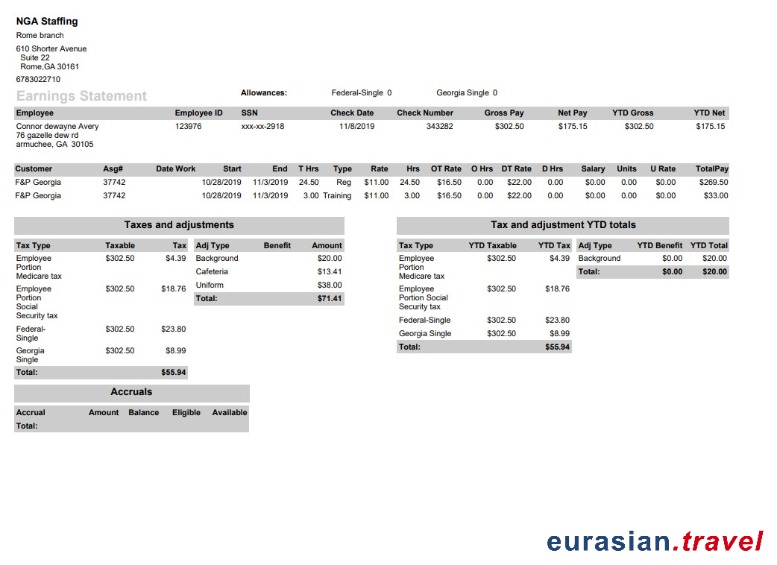 NGA Staffing
Rome branch
610 Shorter Avenue
Suite 22
Rome,GA 30161
6783022710
Earnings Statement
Allowances: Federal-Single 0 Georgia Single 0
Employee Employee ID SSN Check Date Check Number Gross Pay Net Pay YTD Gross YTD Net
Connor dewayne Avery 123976 xxx-xx-2918 11/8/2019 343282 $302.50 $175.15 $302.50 $175.15
76 gazelle dew rd
armuchee, GA 30105
Customer Asg# Date Work Start End T Hrs Type Rate Hrs OT Rate O Hrs DT Rate D Hrs Salary Units U Rate TotalPay
F&P Georgia 37742 10/28/2019 11/3/2019 24.50 Reg $11.00 24.50 $16.50 0.00 $22.00 0.00 $0.00 0.00 $0.00 $269.50
F&P Georgia 37742 10/28/2019 11/3/2019 3.00 Training $11.00 3.00 $16.50 0.00 $22.00 0.00 $0.00 0.00 $0.00 $33.00
Taxes and adjustments
Tax Type Taxable Tax
Employee $302.50 $4.39
Portion
Medicare tax
Employee $302.50 $18.76
Portion
Social
Security tax
Federal- $302.50 $23.80
Single
Georgia $302.50 $8.99
Single
Total: $55.94
Adj Type Benefit Amount
Background $20.00
Cafeteria $13.41
Uniform $38.00
Total: $71.41
Tax and adjustment YTD totals
Tax Type YTD Taxable YTD Tax
Employee $302.50 $4.39
Portion
Medicare tax
Employee $302.50 $18.76
Portion Social
Security tax
Federal-Single $302.50 $23.80
Georgia Single $302.50 $8.99
Total: $55.94
Adj Type YTD Benefit YTD Total
Background $0.00 $20.00
Total: $0.00 $20.00
Accruals
Accrual Amount Balance Eligible Available
Total:
eurasian.travel